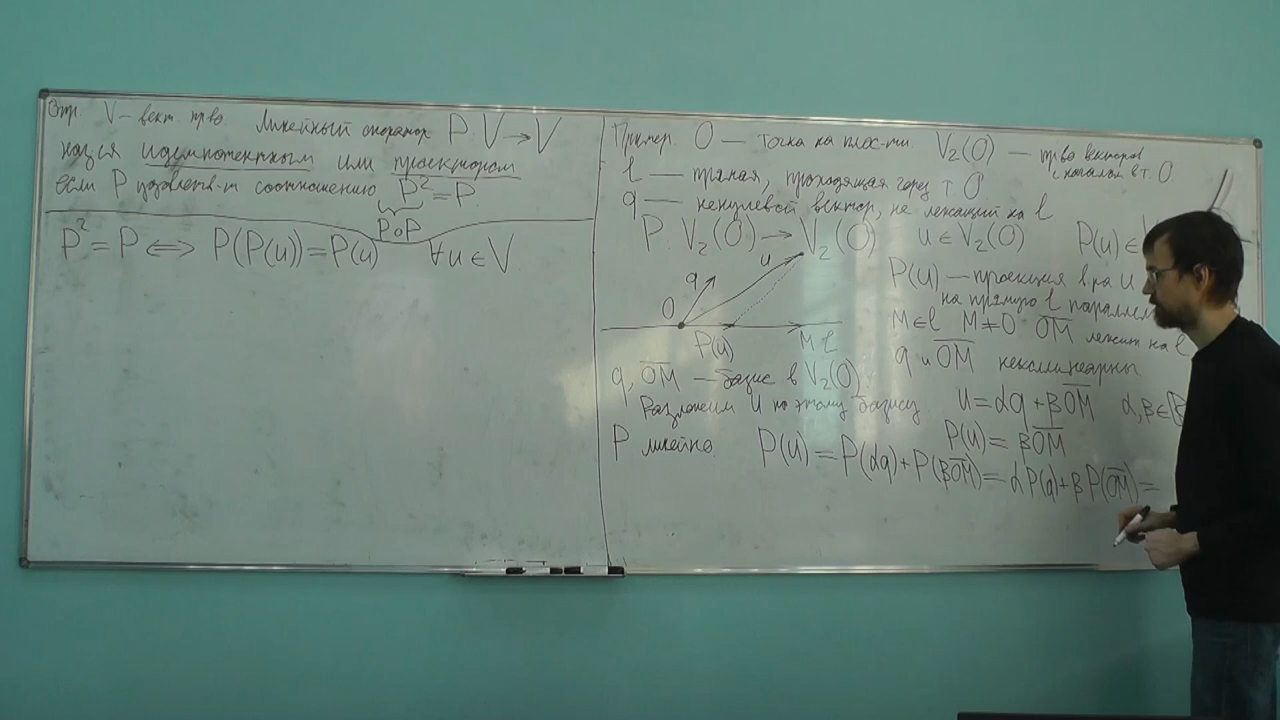 Опр. V — вект. пр-во Линейный оператор P: V → V
наз-ся идемпотентным или проектором
если P удовлетв-т соотношению P² = P
P∘P
P² = P ⟺ P(P(u)) = P(u) ∀u ∈ V
Пример. O — точка на плос-ти V₂(O) — пр-во векторов с началом в т. O
l — прямая, проходящая через т. O
q — ненулевой вектор, не лежащий на l
P: V₂(O) → V₂(O) u ∈ V₂(O) P(u) ∈
P(u) — проекция в-ра u
на прямую l параллел
M ∈ l M ≠ O OM лежит на l
q u
O P(u) M l
q и OM неколлинеарны
q, OM — базис в V₂(O)
Разложим u по этому базису u = αq + βOM α, β ∈ ℝ
P(u) = βOM
P линейно P(u) = P(αq) + P(βOM) = αP(q) + βP(OM) =